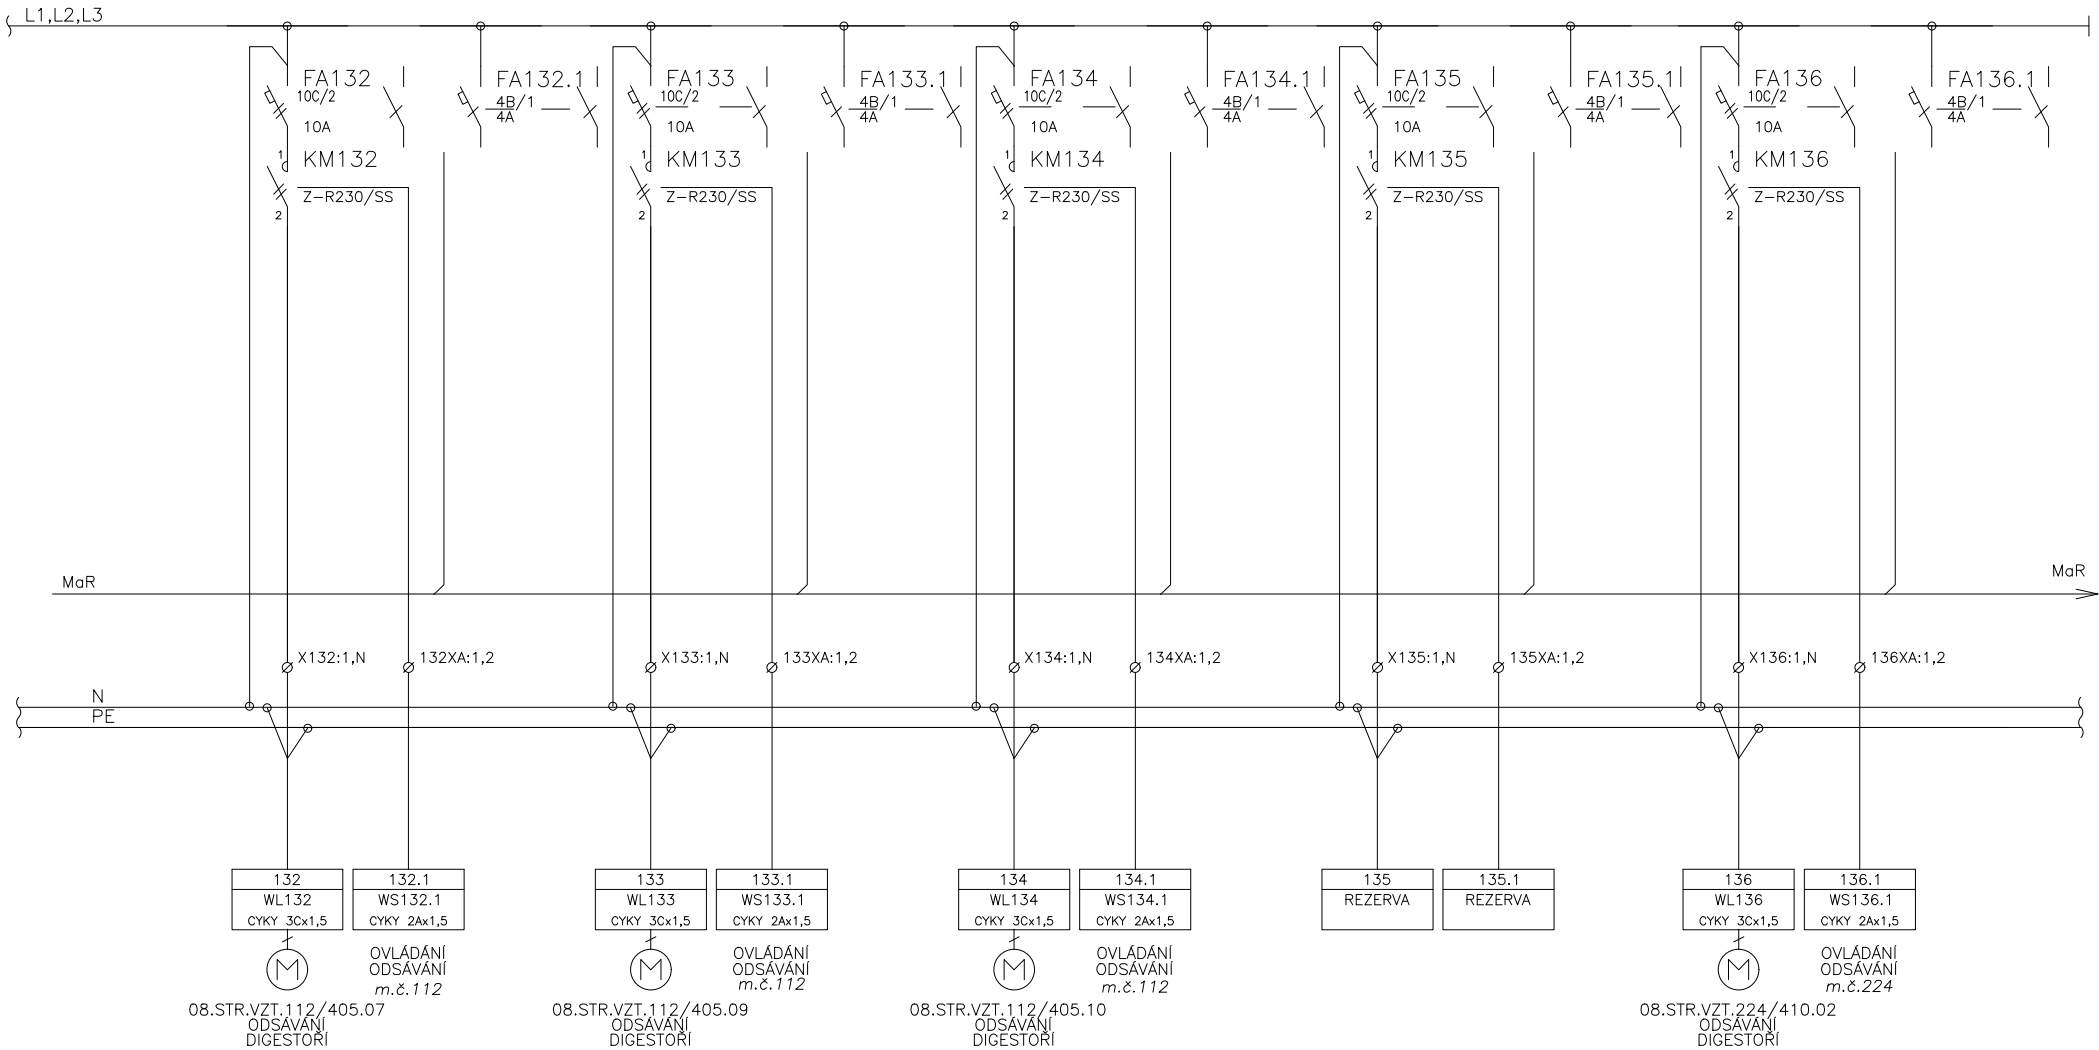 L1,L2,L3
FA132
10C/2
10A
FA132.1
4B/1
4A
FA133
10C/2
10A
FA133.1
4B/1
4A
FA134
10C/2
10A
FA134.1
4B/1
4A
FA135
10C/2
10A
FA135.1
4B/1
4A
FA136
10C/2
10A
FA136.1
4B/1
4A
1
KM132
Z-R230/SS
2
1
KM133
Z-R230/SS
2
1
KM134
Z-R230/SS
2
1
KM135
Z-R230/SS
2
1
KM136
Z-R230/SS
2
MaR
MaR
X132:1,N
132XA:1,2
X133:1,N
133XA:1,2
X134:1,N
134XA:1,2
X135:1,N
135XA:1,2
X136:1,N
136XA:1,2
N
PE
132
WL132
CYKY 3Cx1,5
132.1
WS132.1
CYKY 2Ax1,5
133
WL133
CYKY 3Cx1,5
133.1
WS133.1
CYKY 2Ax1,5
134
WL134
CYKY 3Cx1,5
134.1
WS134.1
CYKY 2Ax1,5
135
REZERVA
135.1
REZERVA
136
WL136
CYKY 3Cx1,5
136.1
WS136.1
CYKY 2Ax1,5
M
OVLÁDÁNÍ
ODSÁVÁNÍ
m.č.112
08.STR.VZT.112/405.07
ODSÁVÁNÍ
DIGESTOŘÍ
M
OVLÁDÁNÍ
ODSÁVÁNÍ
m.č.112
08.STR.VZT.112/405.09
ODSÁVÁNÍ
DIGESTOŘÍ
M
OVLÁDÁNÍ
ODSÁVÁNÍ
m.č.112
08.STR.VZT.112/405.10
ODSÁVÁNÍ
DIGESTOŘÍ
M
OVLÁDÁNÍ
ODSÁVÁNÍ
m.č.224
08.STR.VZT.224/410.02
ODSÁVÁNÍ
DIGESTOŘÍ